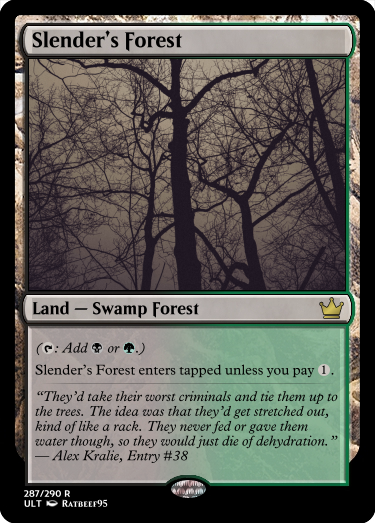 Slender's Forest
Land — Swamp Forest
(: Add or .)
Slender's Forest enters tapped unless you pay 1.
“They’d take their worst criminals and tie them up
to the trees. The idea was that they’d get stretched out,
kind of like a rack. They never fed or gave them
water though, so they would just die of dehydration.”
— Alex Kralie, Entry #38
287/290 R
ULT Ratbeef95